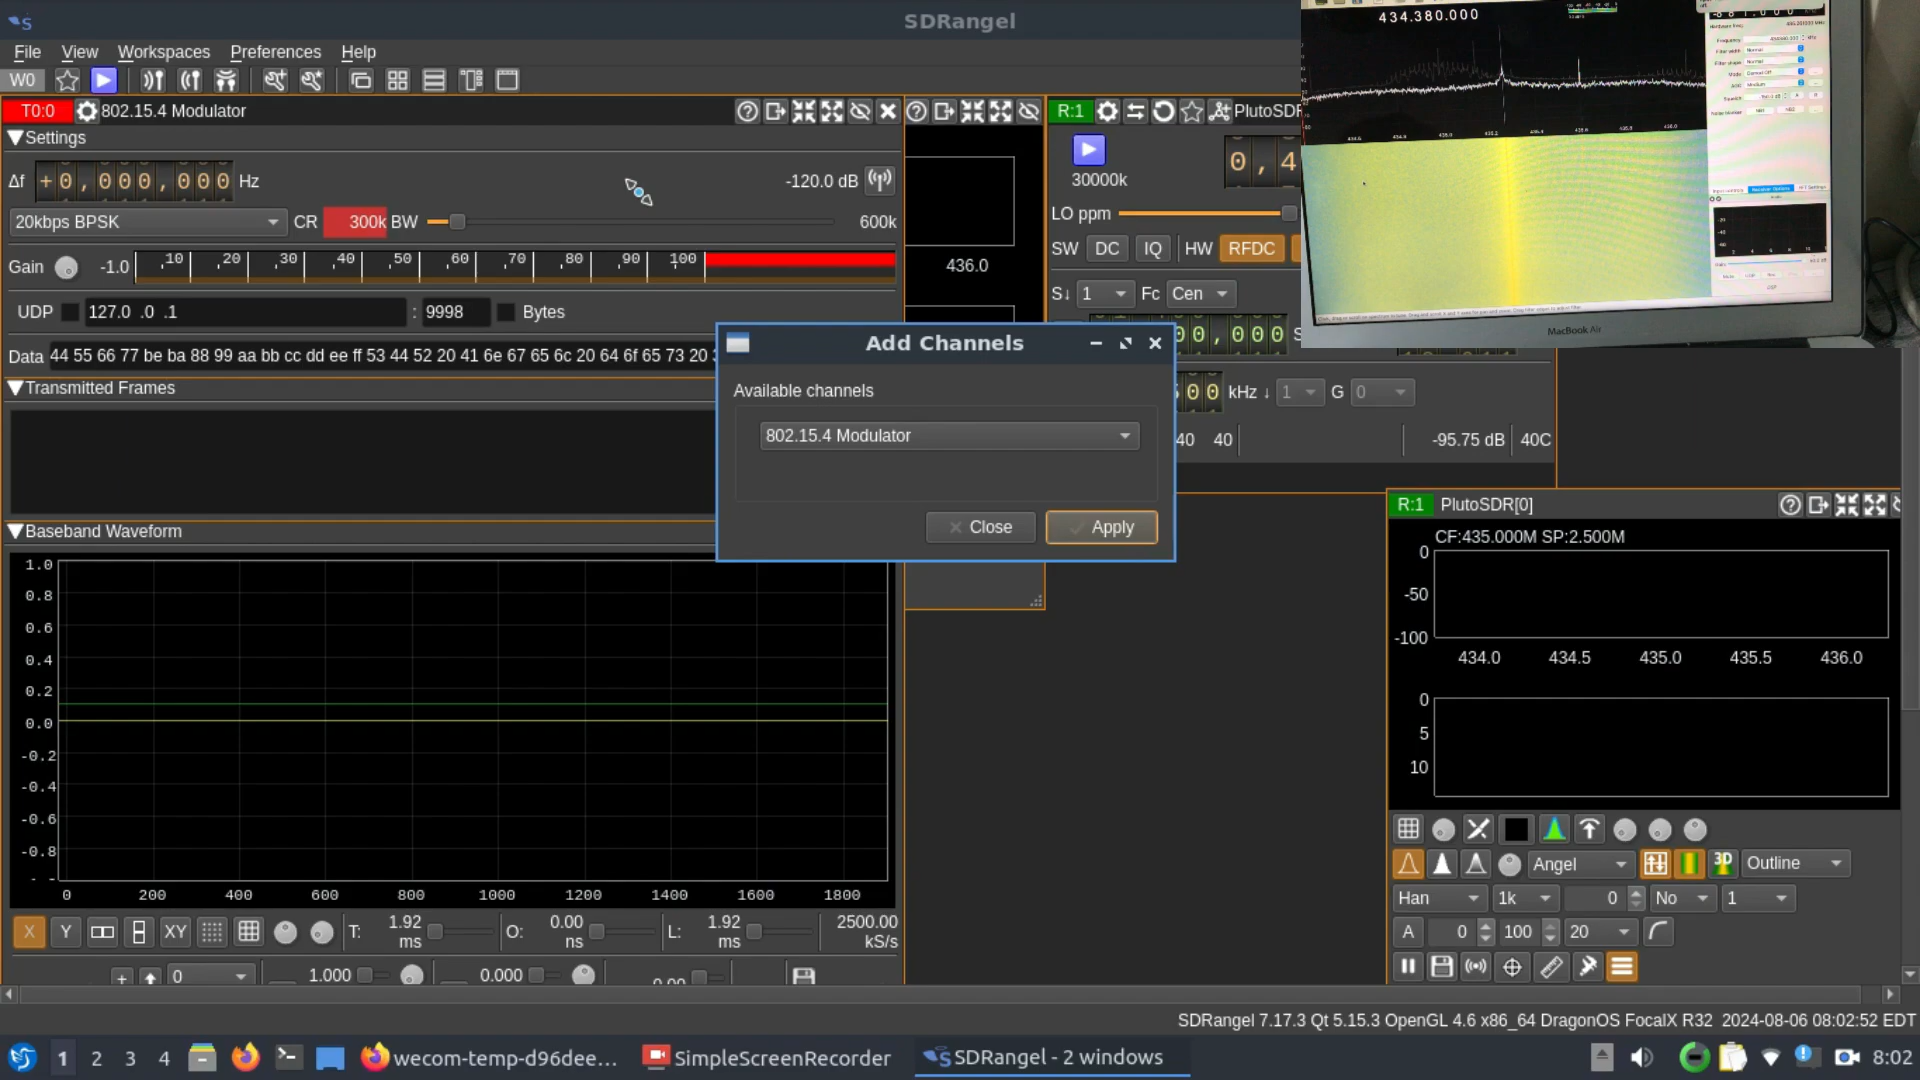 SDRangel
File View Workspaces Preferences Help
W0
T0:0 802.15.4 Modulator
R:1 PlutoSDR
Settings
Δf +0,000,000 Hz -120.0 dB
30000k
0,4
20kbps BPSK CR 300k BW 600k
LO ppm
SW DC IQ HW RFDC
Gain -1.0 10 20 30 40 50 60 70 80 90 100
436.0
S↓ 1 Fc Cen
UDP 127.0 .0 .1 : 9998 Bytes
00,000 S
Data 44 55 66 77 be ba 88 99 aa bb cc dd ee ff 53 44 52 20 41 6e 67 65 6c 20 64 6f 65 73 20
Add Channels
Available channels
802.15.4 Modulator
Close Apply
00 kHz ↓ 1 G 0
40 40 -95.75 dB 40C
Transmitted Frames
Baseband Waveform
1.0
0.8
0.6
0.4
0.2
0.0
-0.2
-0.4
-0.6
-0.8
0 200 400 600 800 1000 1200 1400 1600 1800
X Y XY T: 1.92 ms O: 0.00 ns L: 1.92 ms 2500.00 kS/s
+ 0 1.000 0.000 0.00
R:1 PlutoSDR[0]
CF:435.000M SP:2.500M
0
-50
-100
434.0 434.5 435.0 435.5 436.0
0
5
10
3D
Angel Outline
Han 1k 0 No 1
A 0 100 20
434.380.000
MacBook Air
SDRangel 7.17.3 Qt 5.15.3 OpenGL 4.6 x86_64 DragonOS FocalX R32 2024-08-06 08:02:52 EDT
1 2 3 4 wecom-temp-d96dee... SimpleScreenRecorder SDRangel - 2 windows 8:02